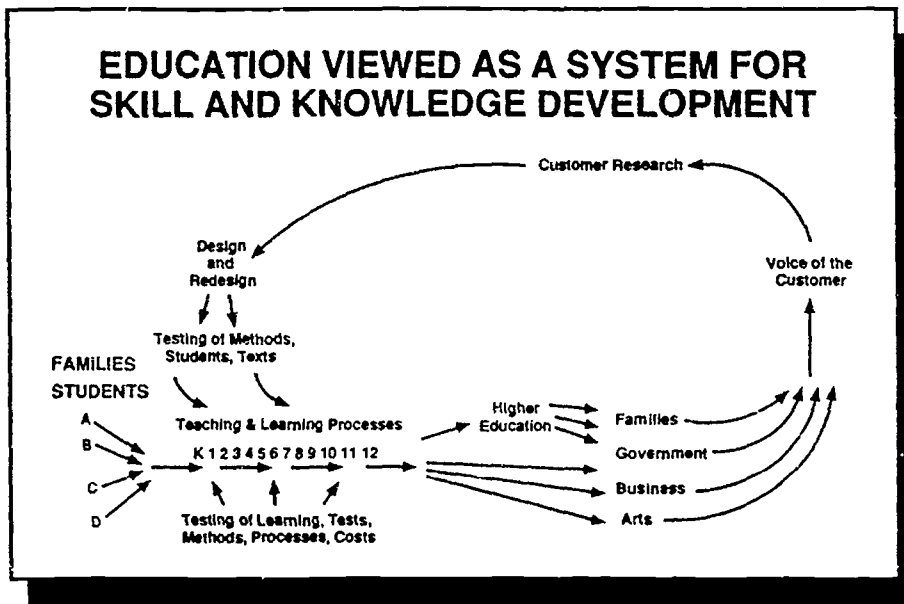 EDUCATION VIEWED AS A SYSTEM FOR
SKILL AND KNOWLEDGE DEVELOPMENT
Customer Research
Design
and
Redesign
Voice of the
Customer
Testing of Methods,
Students, Texts
FAMILIES
STUDENTS
A
B
C
D
Teaching & Learning Processes
K 1 2 3 4 5 6 7 8 9 10 11 12
Testing of Learning, Tests,
Methods, Processes, Costs
Higher
Education
Families
Government
Business
Arts